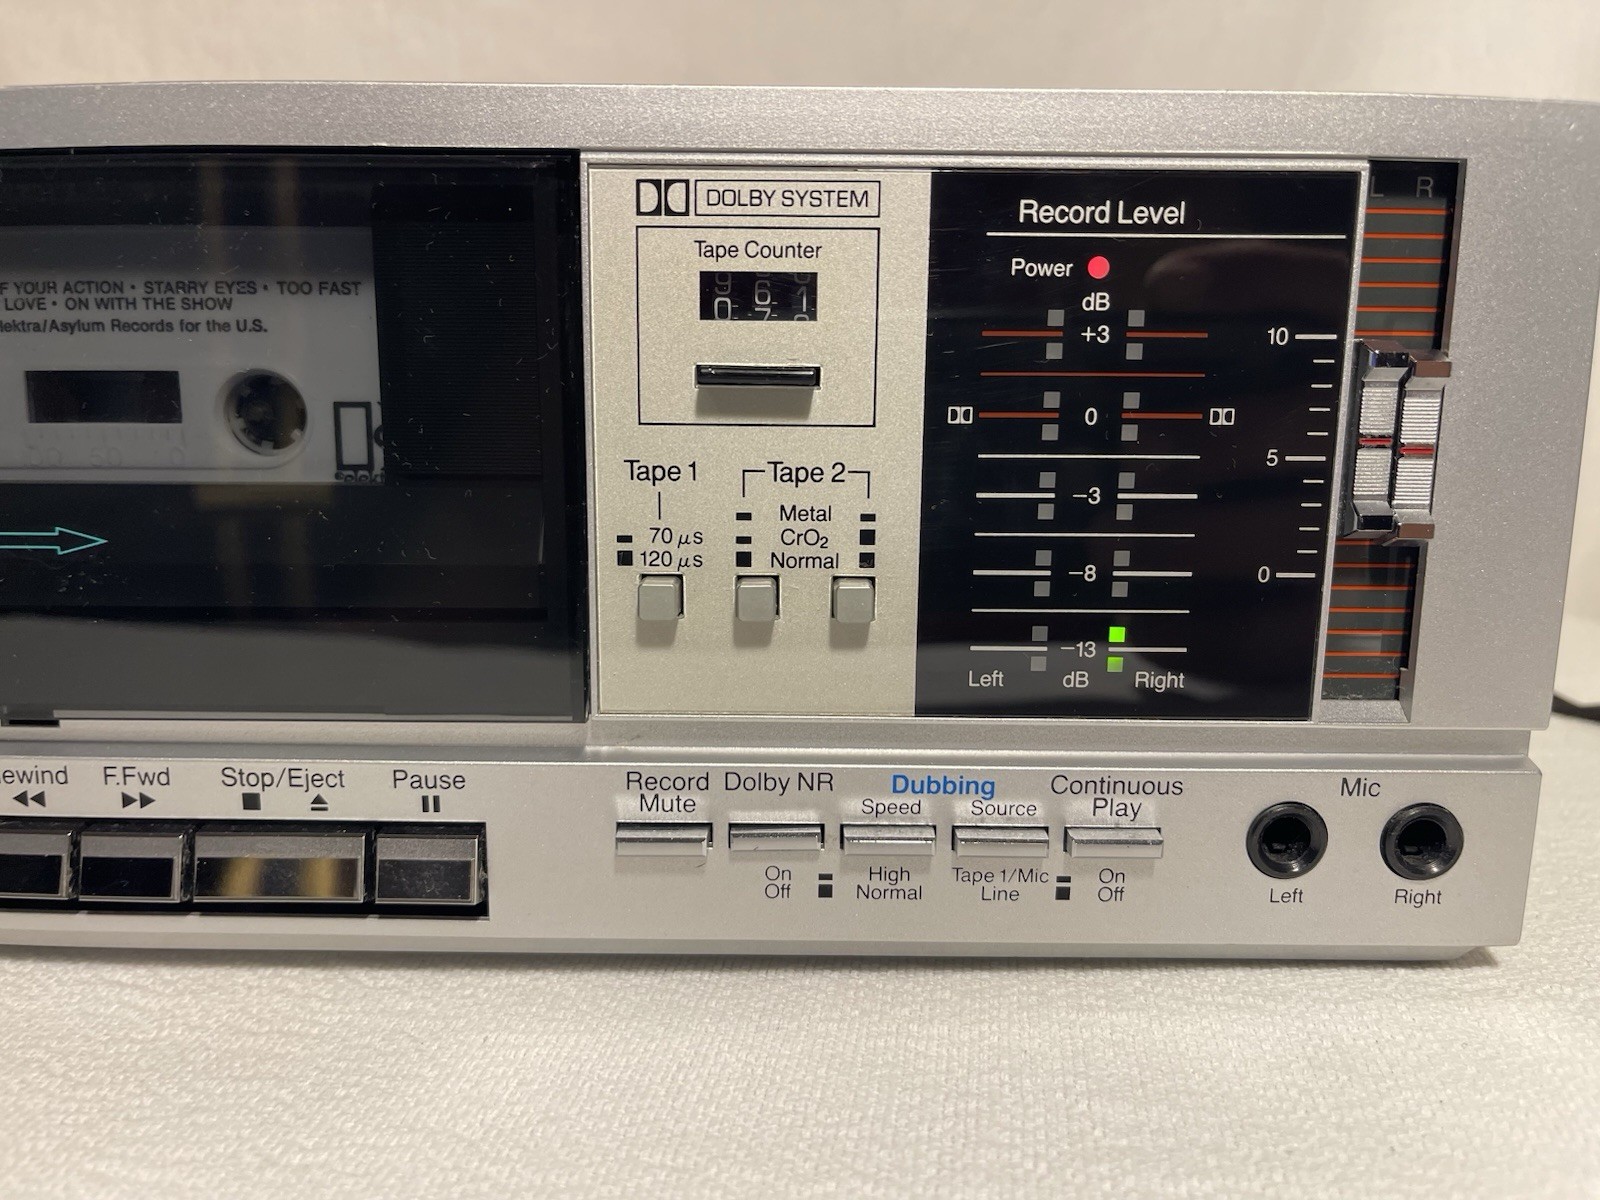 F YOUR ACTION • STARRY EYES • TOO FAST
LOVE • ON WITH THE SHOW
lektra/Asylum Records for the U.S.
DOLBY SYSTEM
Tape Counter
0 6 1
Tape 1
70 µs
120 µs
Tape 2
Metal
CrO2
Normal
Record Level
Power
dB
+3
0
−3
−8
−13
Left dB Right
L R
10
5
0
ewind
F.Fwd
Stop/Eject
Pause
Record
Mute
Dolby NR
On
Off
Dubbing
Speed
High
Normal
Source
Tape 1/Mic
Line
Continuous
Play
On
Off
Mic
Left
Right